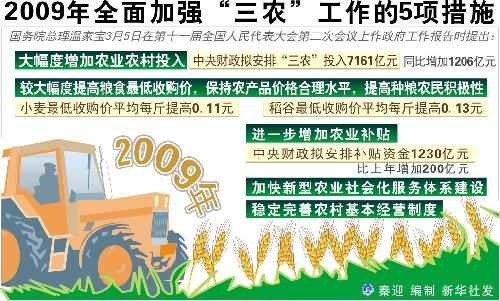 2009年全面加强“三农”工作的5项措施
国务院总理温家宝3月5日在第十一届全国人民代表大会第二次会议上作政府工作报告时提出：
大幅度增加农业农村投入 中央财政拟安排“三农”投入7161亿元 同比增加1206亿元
较大幅度提高粮食最低收购价，保持农产品价格合理水平，提高种粮农民积极性
小麦最低收购价平均每斤提高0.11元 稻谷最低收购价平均每斤提高0.13元
进一步增加农业补贴
中央财政拟安排补贴资金1230亿元
比上年增加200亿元
2009年
加快新型农业社会化服务体系建设
稳定完善农村基本经营制度
秦迎 编制 新华社发